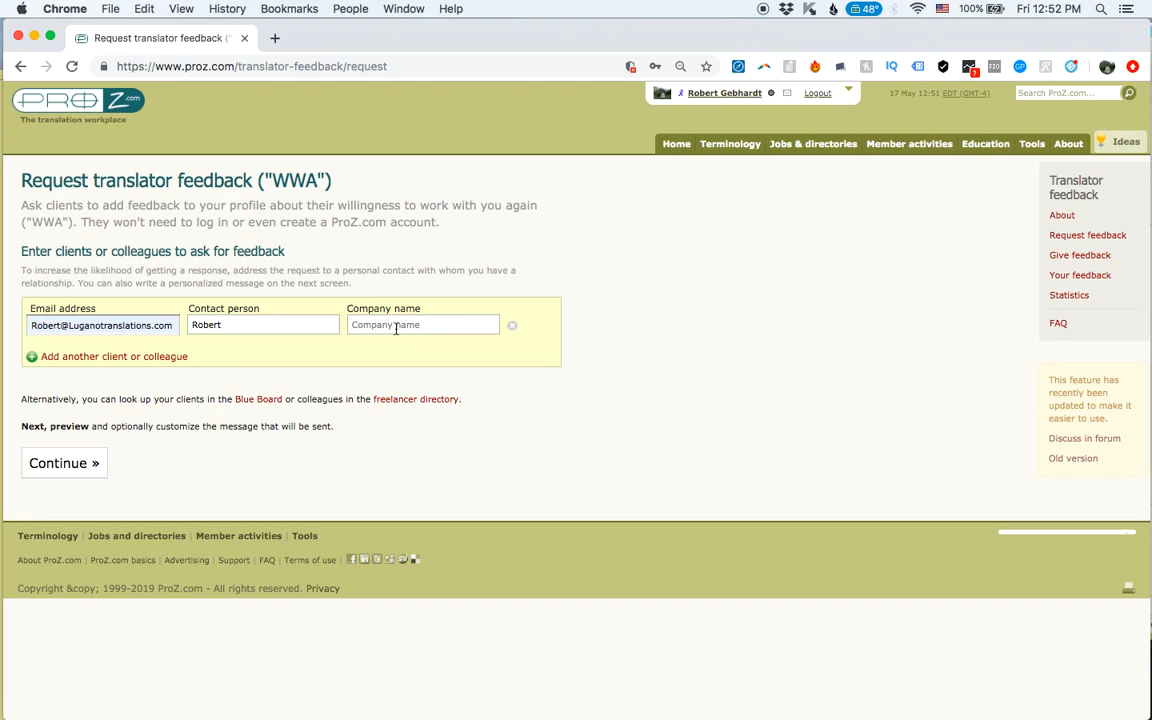 Chrome File Edit View History Bookmarks People Window Help 48° 100% Fri 12:52 PM
Request translator feedback ("
https://www.proz.com/translator-feedback/request
IQ ? FIO GP
PROZ.com
The translation workplace
Robert Gebhardt Logout 17 May 12:51 EDT (GMT-4) Search ProZ.com...
Home Terminology Jobs & directories Member activities Education Tools About Ideas
Request translator feedback ("WWA")
Ask clients to add feedback to your profile about their willingness to work with you again
("WWA"). They won't need to log in or even create a ProZ.com account.
Enter clients or colleagues to ask for feedback
To increase the likelihood of getting a response, address the request to a personal contact with whom you have a
relationship. You can also write a personalized message on the next screen.
Email address Contact person Company name
Robert@Luganotranslations.com Robert Company name
Add another client or colleague
Alternatively, you can look up your clients in the Blue Board or colleagues in the freelancer directory.
Next, preview and optionally customize the message that will be sent.
Continue »
Translator
feedback
About
Request feedback
Give feedback
Your feedback
Statistics
FAQ
This feature has
recently been
updated to make it
easier to use.
Discuss in forum
Old version
Terminology Jobs and directories Member activities Tools
About ProZ.com ProZ.com basics Advertising Support FAQ Terms of use
Copyright &copy; 1999-2019 ProZ.com - All rights reserved. Privacy